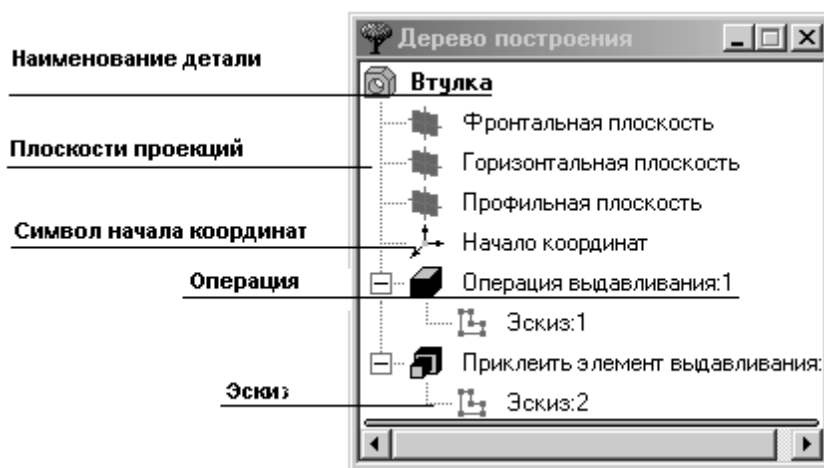 Дерево построения
Наименование детали
Втулка
Фронтальная плоскость
Плоскости проекций
Горизонтальная плоскость
Профильная плоскость
Символ начала координат
Начало координат
Операция
Операция выдавливания:1
Эскиз:1
Приклеить элемент выдавливания:
Эскиз
Эскиз:2